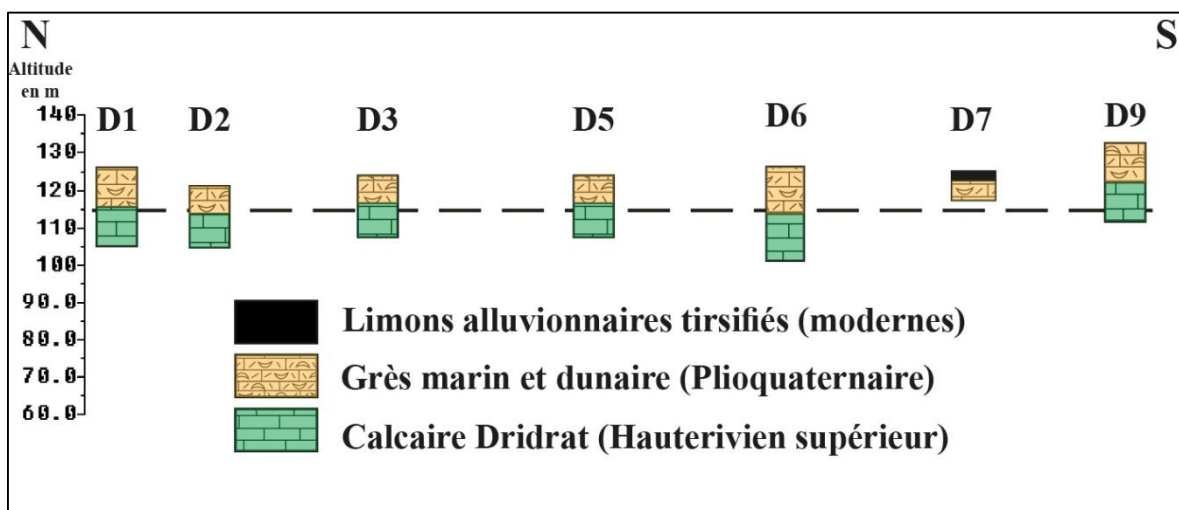 N
S
Altitude
en m
D1 D2 D3 D5 D6 D7 D9
140
130
120
110
100
90.0
80.0
70.0
60.0
Limons alluvionnaires tirsifiés (modernes)
Grès marin et dunaire (Plioquaternaire)
Calcaire Dridrat (Hauterivien supérieur)